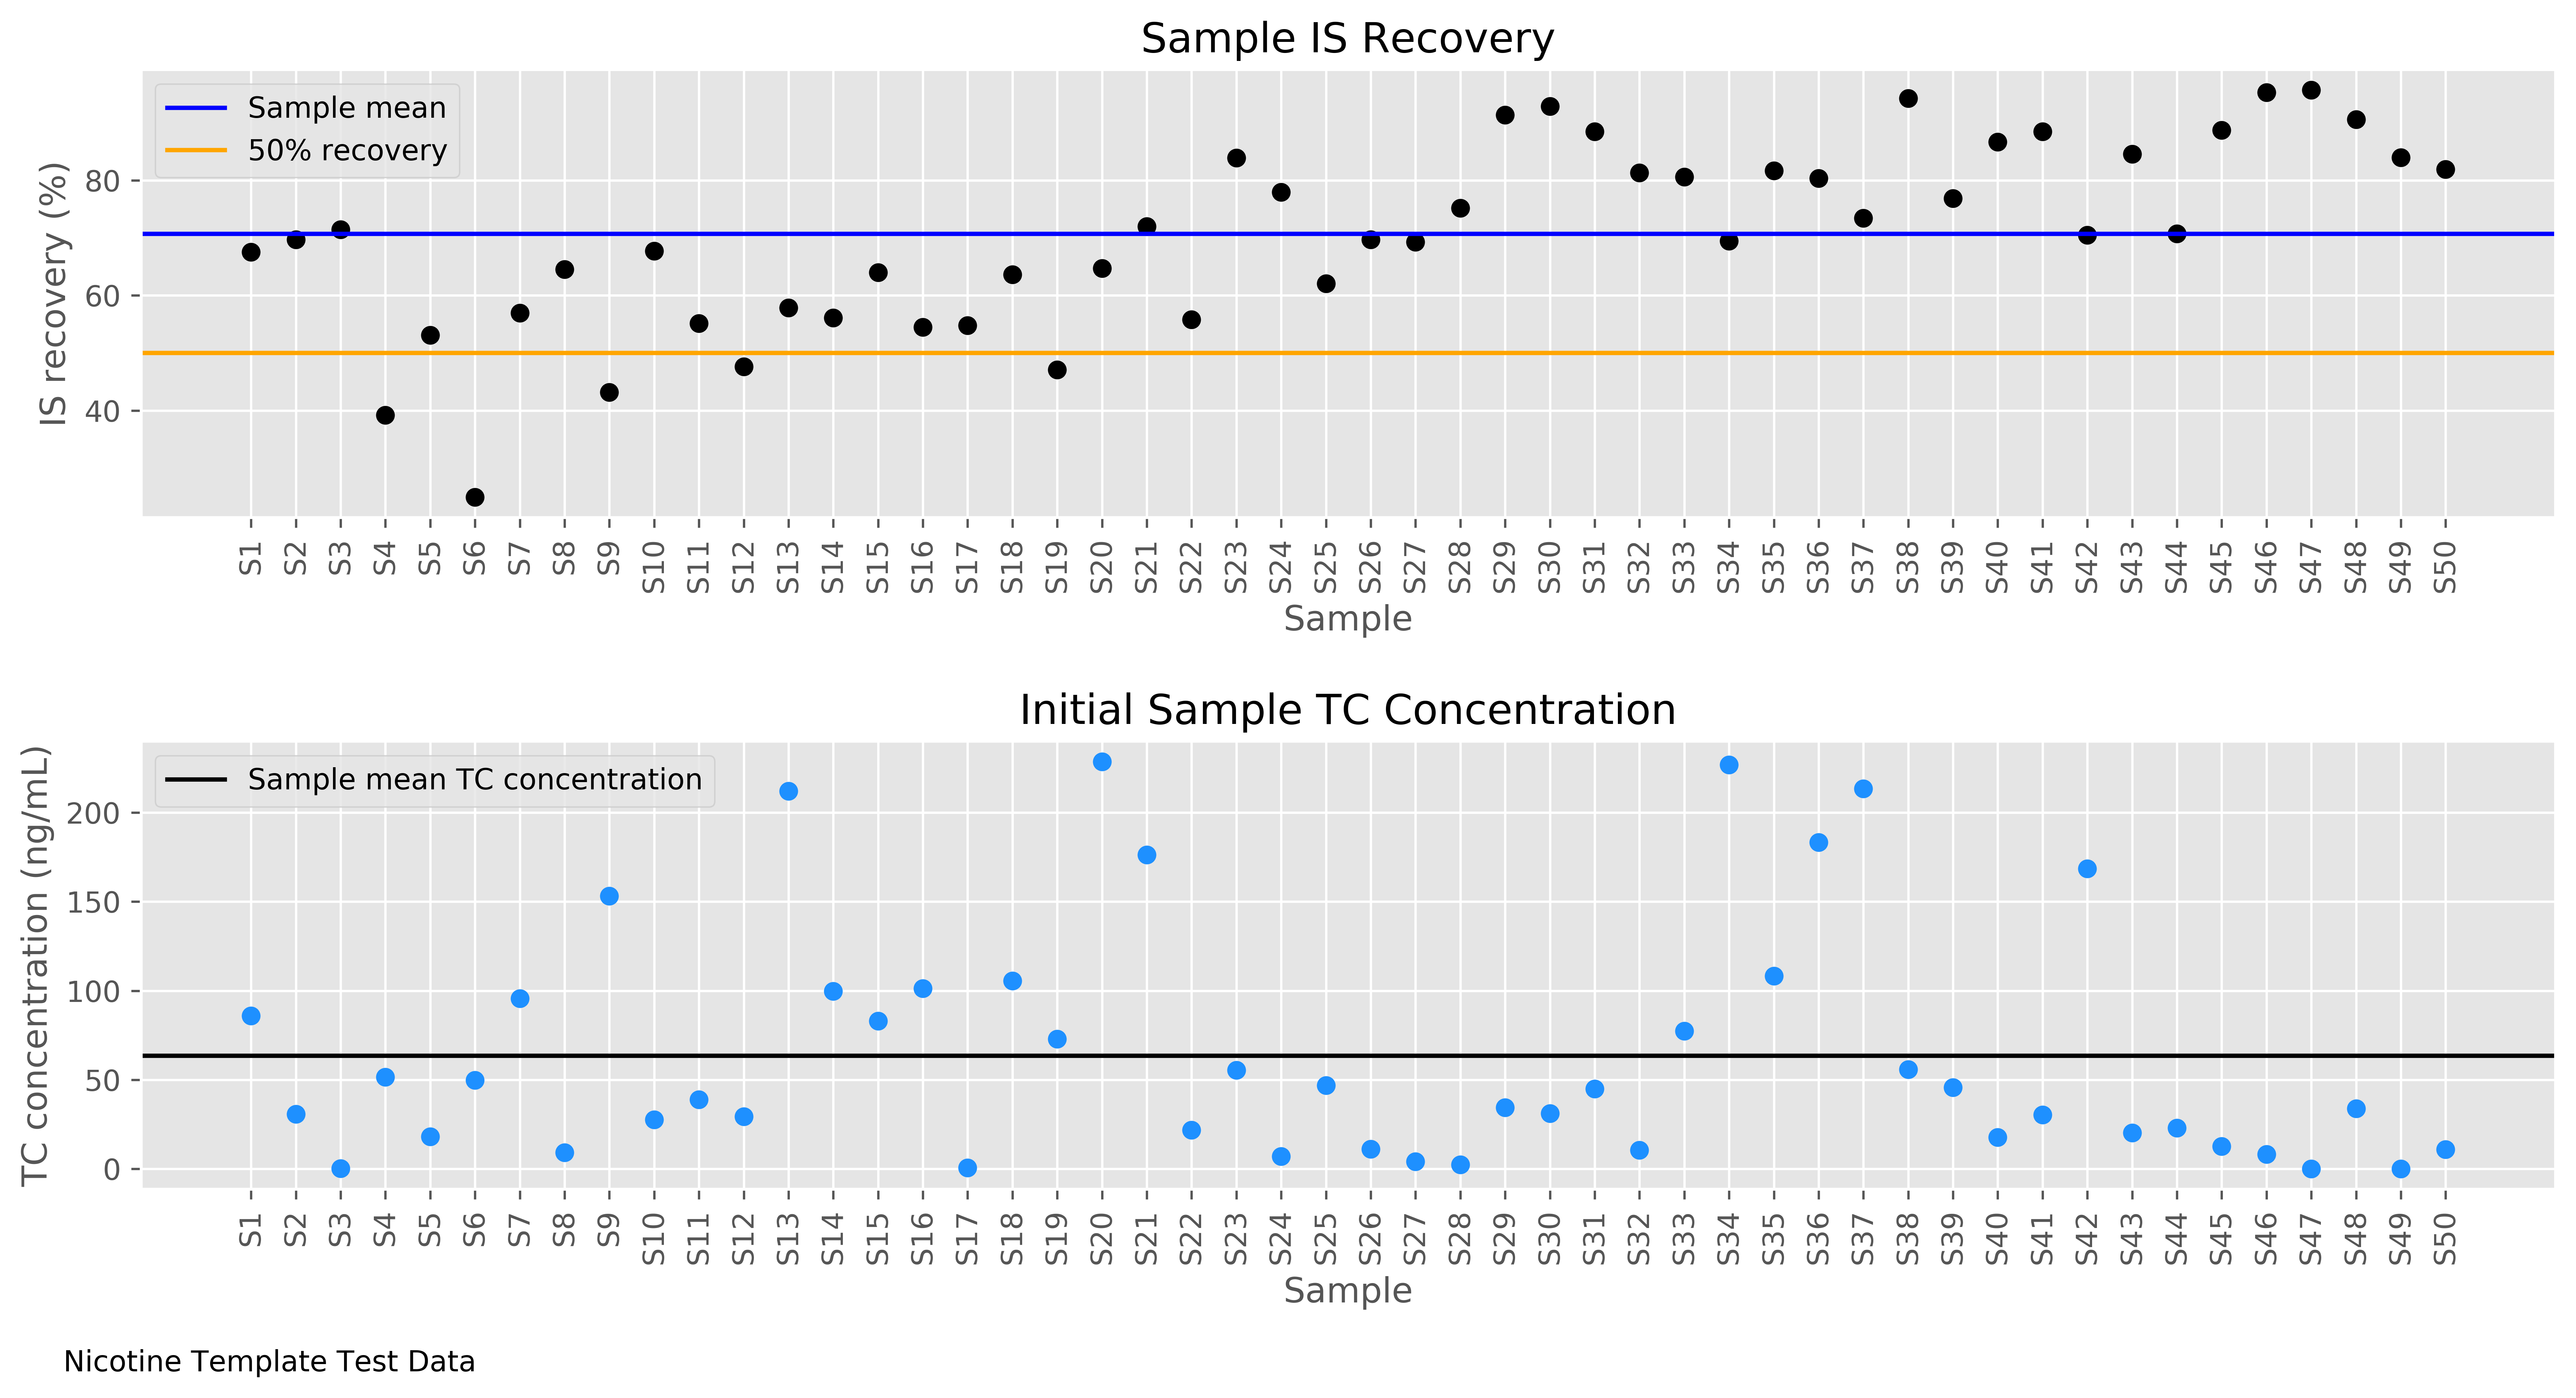 Sample IS Recovery
Sample mean
50% recovery
IS recovery (%)
80
60
40
S1 S2 S3 S4 S5 S6 S7 S8 S9 S10 S11 S12 S13 S14 S15 S16 S17 S18 S19 S20 S21 S22 S23 S24 S25 S26 S27 S28 S29 S30 S31 S32 S33 S34 S35 S36 S37 S38 S39 S40 S41 S42 S43 S44 S45 S46 S47 S48 S49 S50
Sample
Initial Sample TC Concentration
Sample mean TC concentration
TC concentration (ng/mL)
200
150
100
50
0
S1 S2 S3 S4 S5 S6 S7 S8 S9 S10 S11 S12 S13 S14 S15 S16 S17 S18 S19 S20 S21 S22 S23 S24 S25 S26 S27 S28 S29 S30 S31 S32 S33 S34 S35 S36 S37 S38 S39 S40 S41 S42 S43 S44 S45 S46 S47 S48 S49 S50
Sample
Nicotine Template Test Data